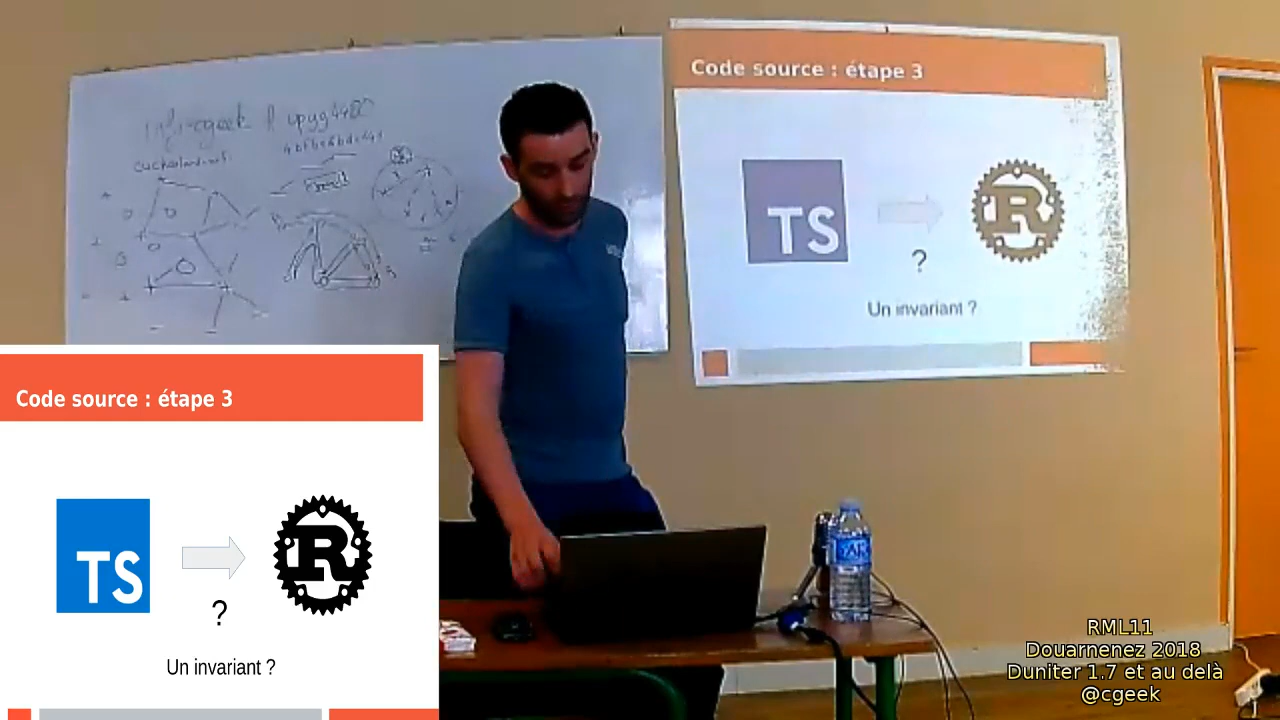 cgeek
Code source : étape 3
TS
R
?
Un invariant ?
Code source : étape 3
TS
R
?
Un invariant ?
RML11
Douarnenez 2018
Duniter 1.7 et au delà
@cgeek